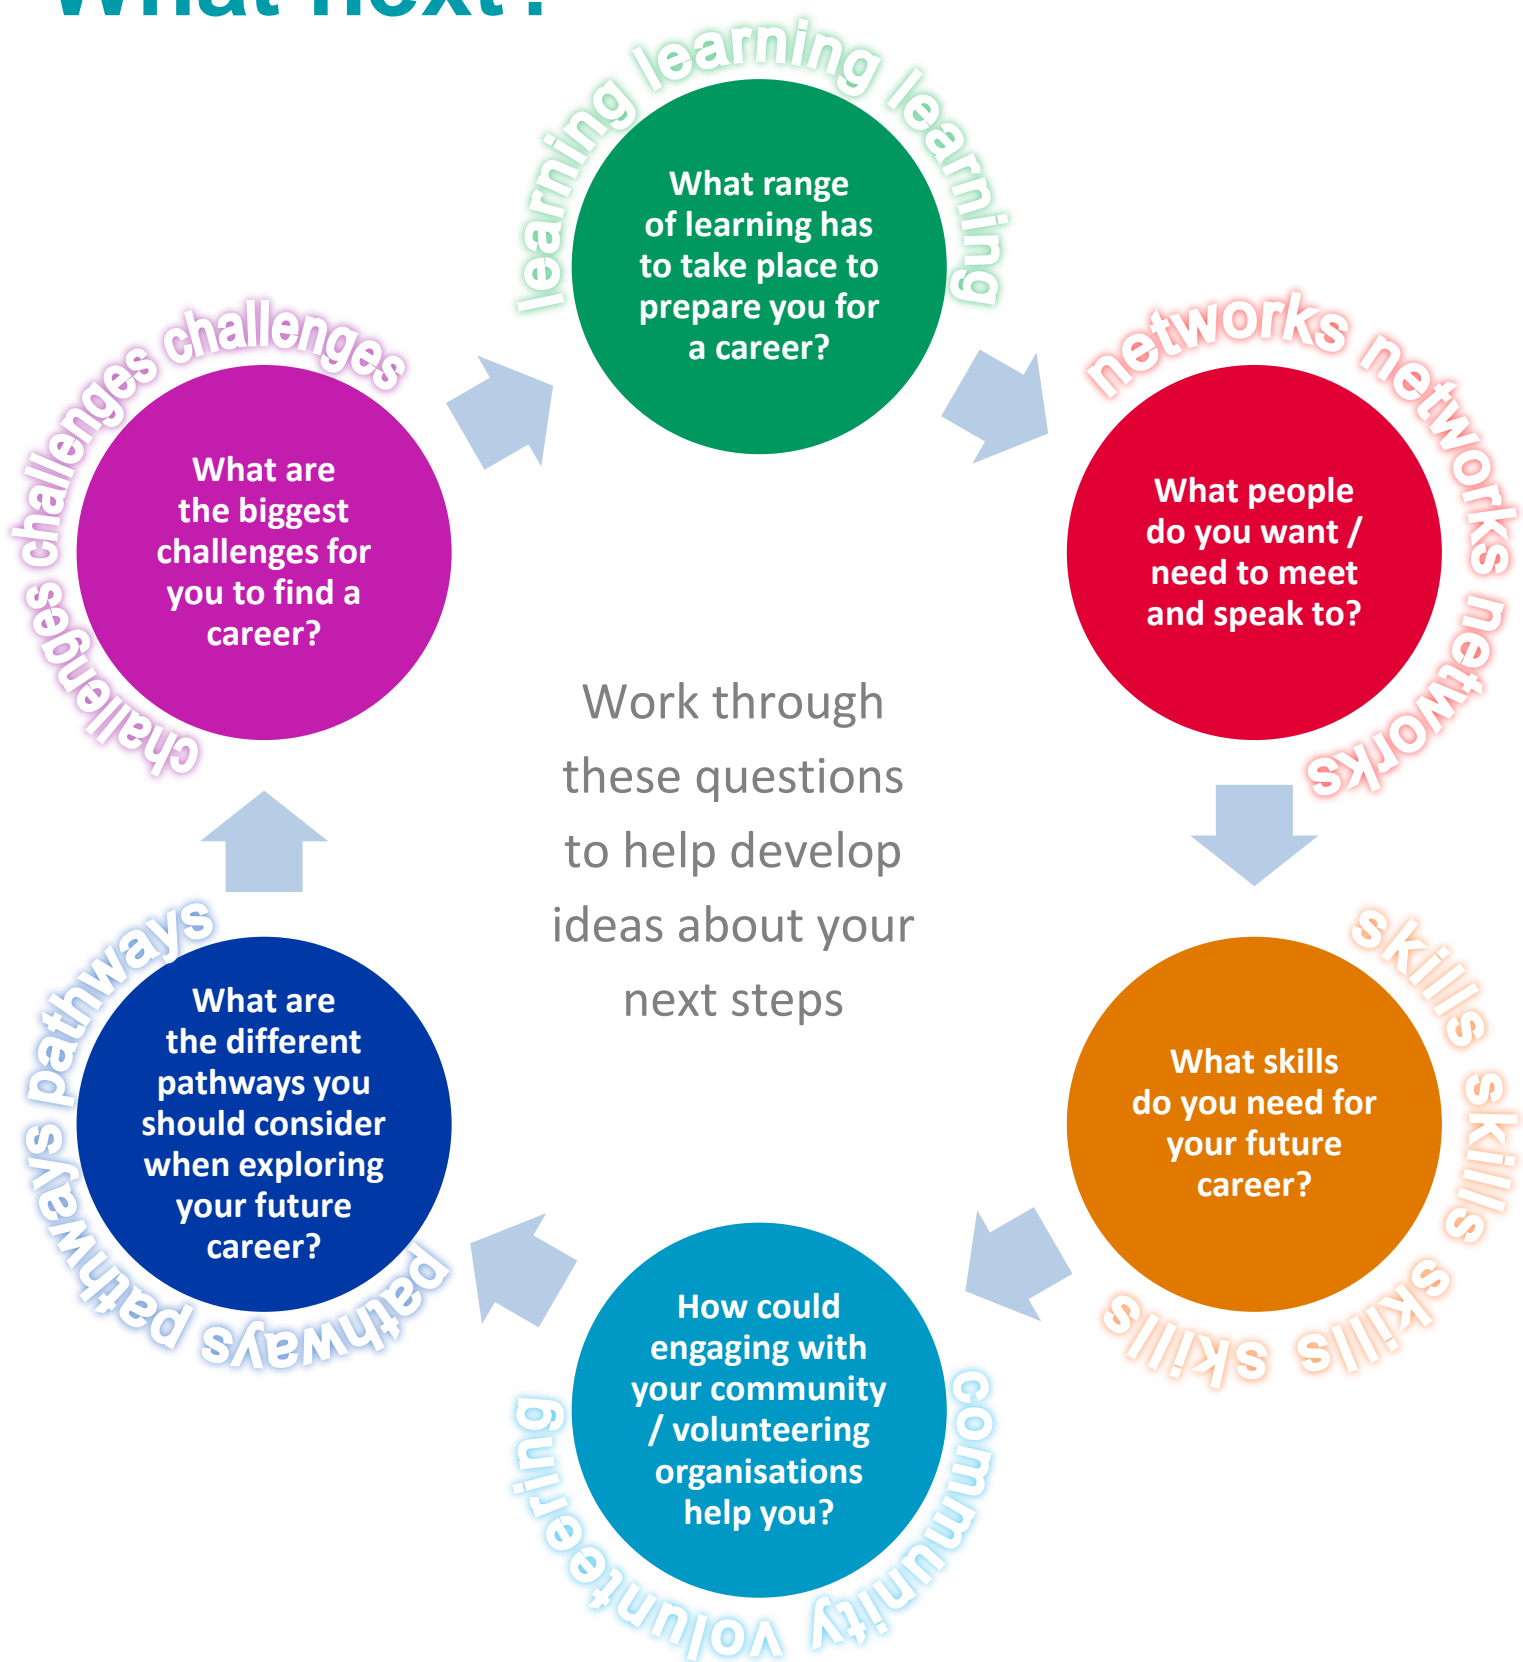 What next?
learning learning learning
What range
of learning has
to take place to
prepare you for
a career?
networks networks networks
What people
do you want /
need to meet
and speak to?
skills skills skills skills
What skills
do you need for
your future
career?
community volunteering
How could
engaging with
your community
/ volunteering
organisations
help you?
pathways pathways pathways
What are
the different
pathways you
should consider
when exploring
your future
career?
challenges challenges challenges
What are
the biggest
challenges for
you to find a
career?
Work through
these questions
to help develop
ideas about your
next steps